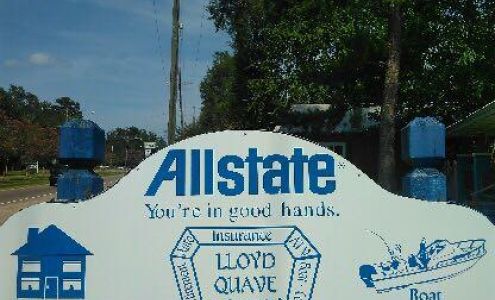 Allstate
You're in good hands.
Insurance
LLOYD
QUAVE
Boat